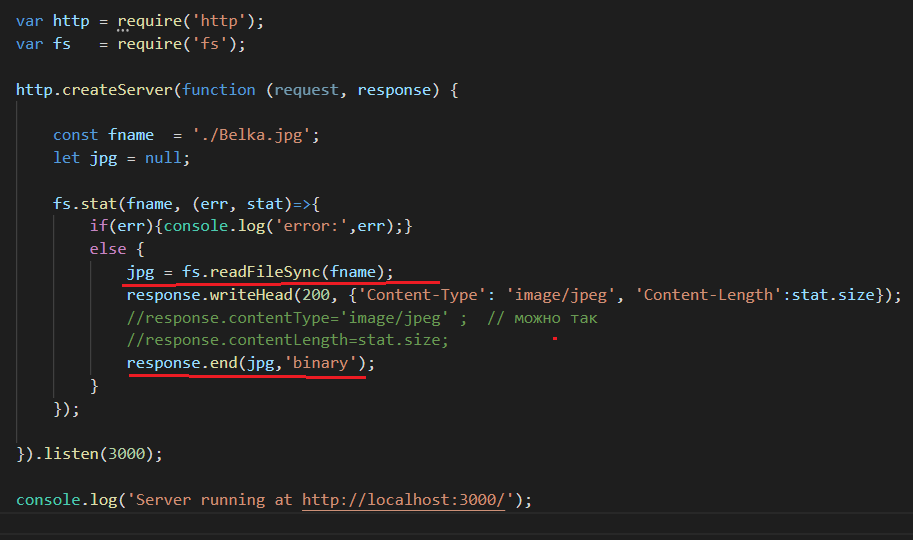 var http = require('http');
var fs   = require('fs');
http.createServer(function (request, response) {
const fname  = './Belka.jpg';
let jpg = null;
fs.stat(fname, (err, stat)=>{
if(err){console.log('error:',err);}
else {
jpg = fs.readFileSync(fname);
response.writeHead(200, {'Content-Type': 'image/jpeg', 'Content-Length':stat.size});
//response.contentType='image/jpeg' ;  // можно так
//response.contentLength=stat.size;
response.end(jpg,'binary');
}
});
}).listen(3000);
console.log('Server running at http://localhost:3000/');